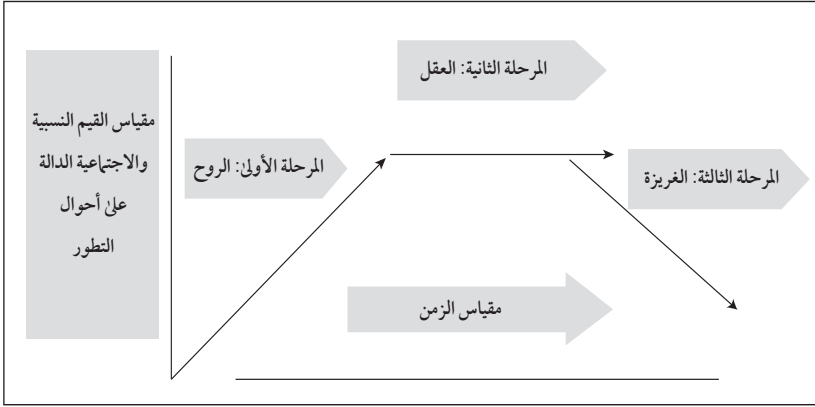 المرحلة الثانية: العقل
مقياس القيم النسبية
والاجتماعية الدالة
علىٰ أحوال
التطور
المرحلة الأولىٰ: الروح
المرحلة الثالثة: الغريزة
مقياس الزمن